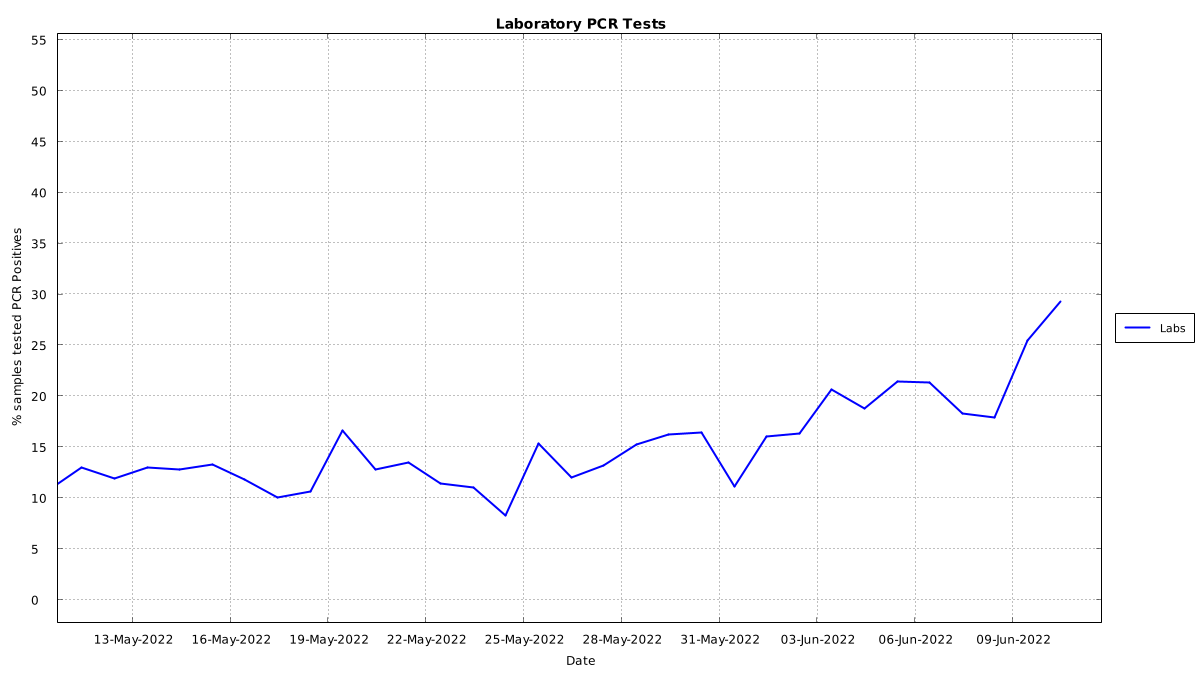 Laboratory PCR Tests
55
50
45
40
35
30
25
20
15
10
5
0
% samples tested PCR Positives
13-May-2022 16-May-2022 19-May-2022 22-May-2022 25-May-2022 28-May-2022 31-May-2022 03-Jun-2022 06-Jun-2022 09-Jun-2022
Date
Labs